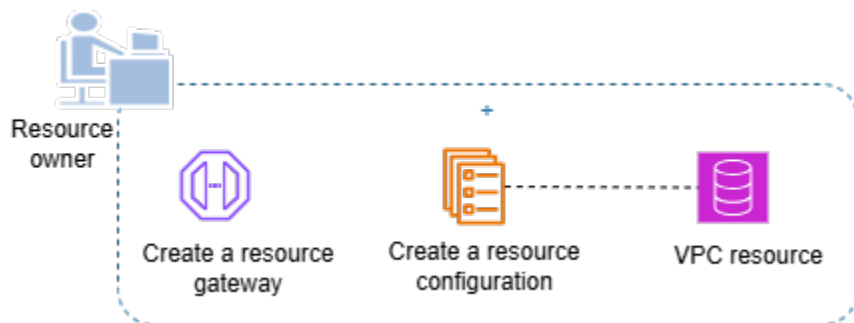 Resource
owner
+
Create a resource
gateway
Create a resource
configuration
VPC resource